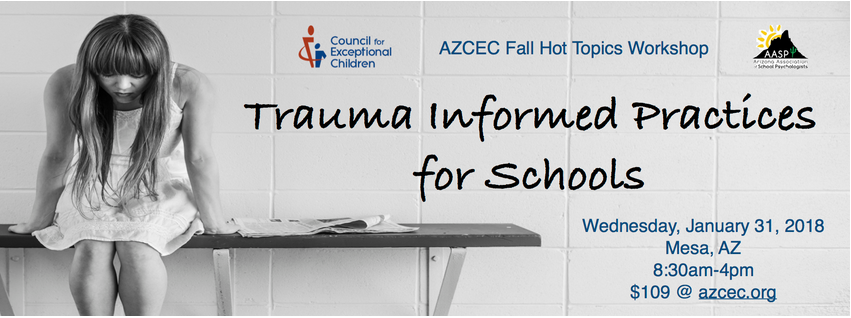 Council for
Exceptional
Children
AZCEC Fall Hot Topics Workshop
AASP
Arizona Association
of School Psychologists
Trauma Informed Practices
for Schools
Wednesday, January 31, 2018
Mesa, AZ
8:30am-4pm
$109 @ azcec.org